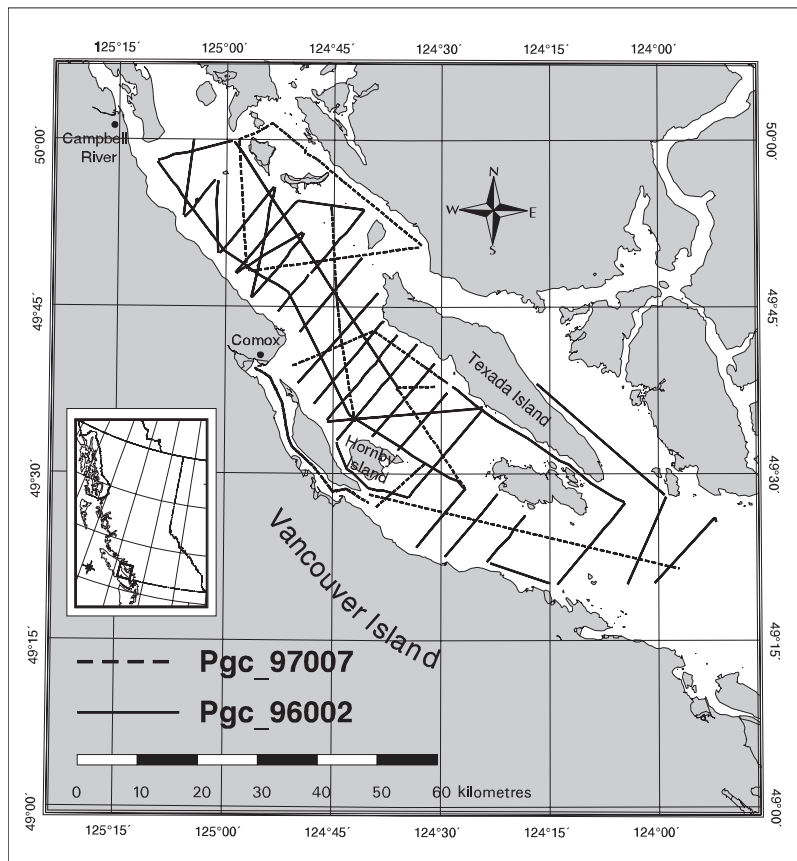 125°15´ 125°00´ 124°45´ 124°30´ 124°15´ 124°00´
Campbell
River
50°00´
50°00´
N
W E
S
49°45´
49°45´
Comox
Texada Island
Hornby
Island
49°30´
49°30´
Vancouver Island
49°15´
49°15´
Pgc_97007
Pgc_96002
0 10 20 30 40 50 60 kilometres
49°00´
49°00´
125°15´ 125°00´ 124°45´ 124°30´ 124°15´ 124°00´